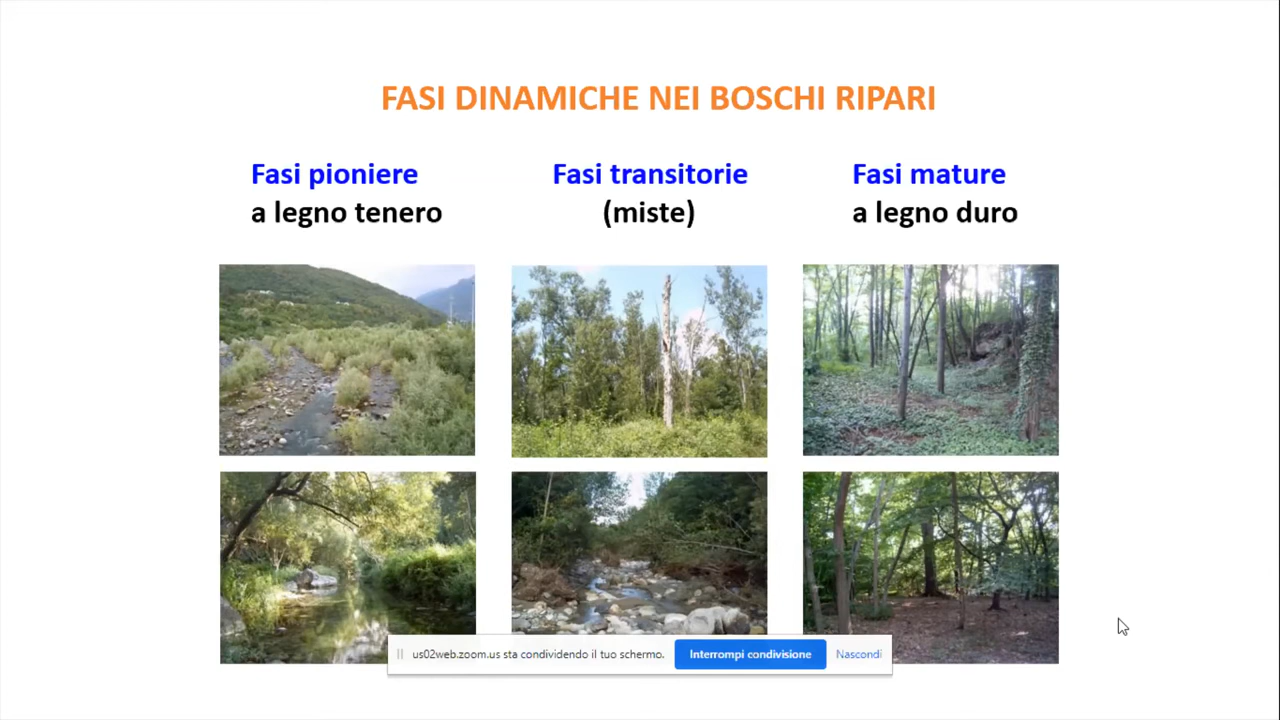 FASI DINAMICHE NEI BOSCHI RIPARI
Fasi pioniere
a legno tenero
Fasi transitorie
(miste)
Fasi mature
a legno duro
us02web.zoom.us sta condividendo il tuo schermo.
Interrompi condivisione
Nascondi